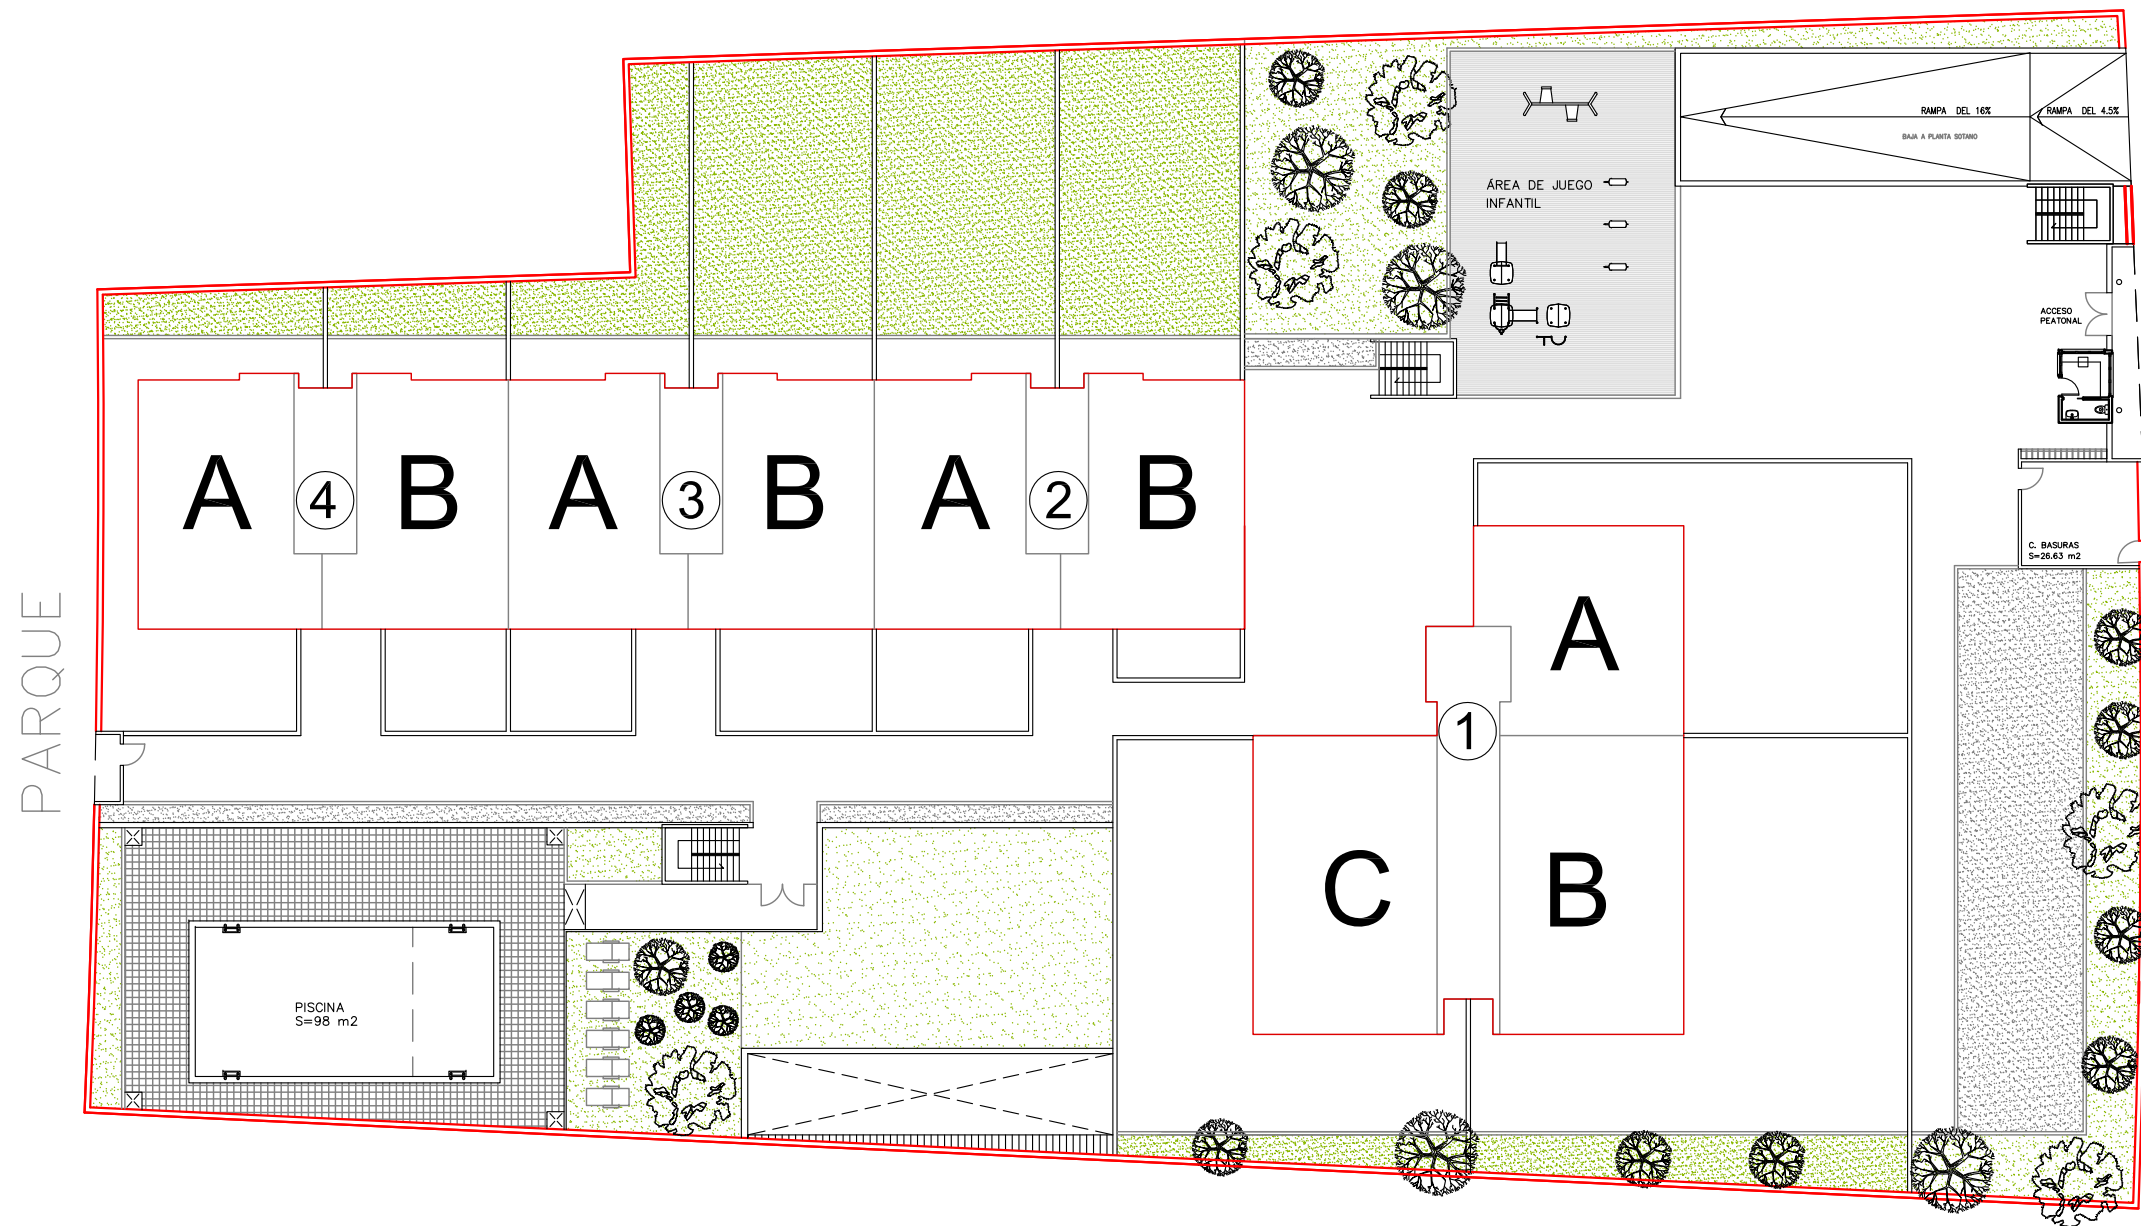 RAMPA DEL 16%
RAMPA DEL 4.5%
BAJA A PLANTA SOTANO
ÁREA DE JUEGO
INFANTIL
ACCESO
PEATONAL
A
4
B
A
3
B
A
2
B
C. BASURAS
S=26.63 m2
PARQUE
A
1
C
B
PISCINA
S=98 m2